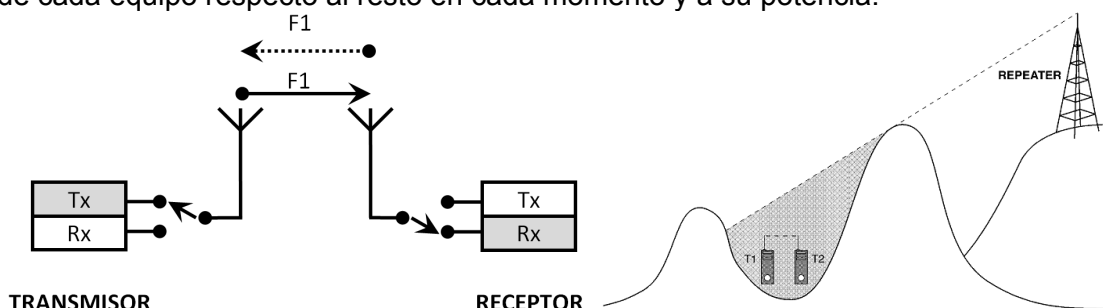 de cada equipo respecto al resto en cada momento y a su potencia.
F1
F1
Tx
Rx
Tx
Rx
TRANSMISOR
RECEPTOR
REPEATER
T1
T2